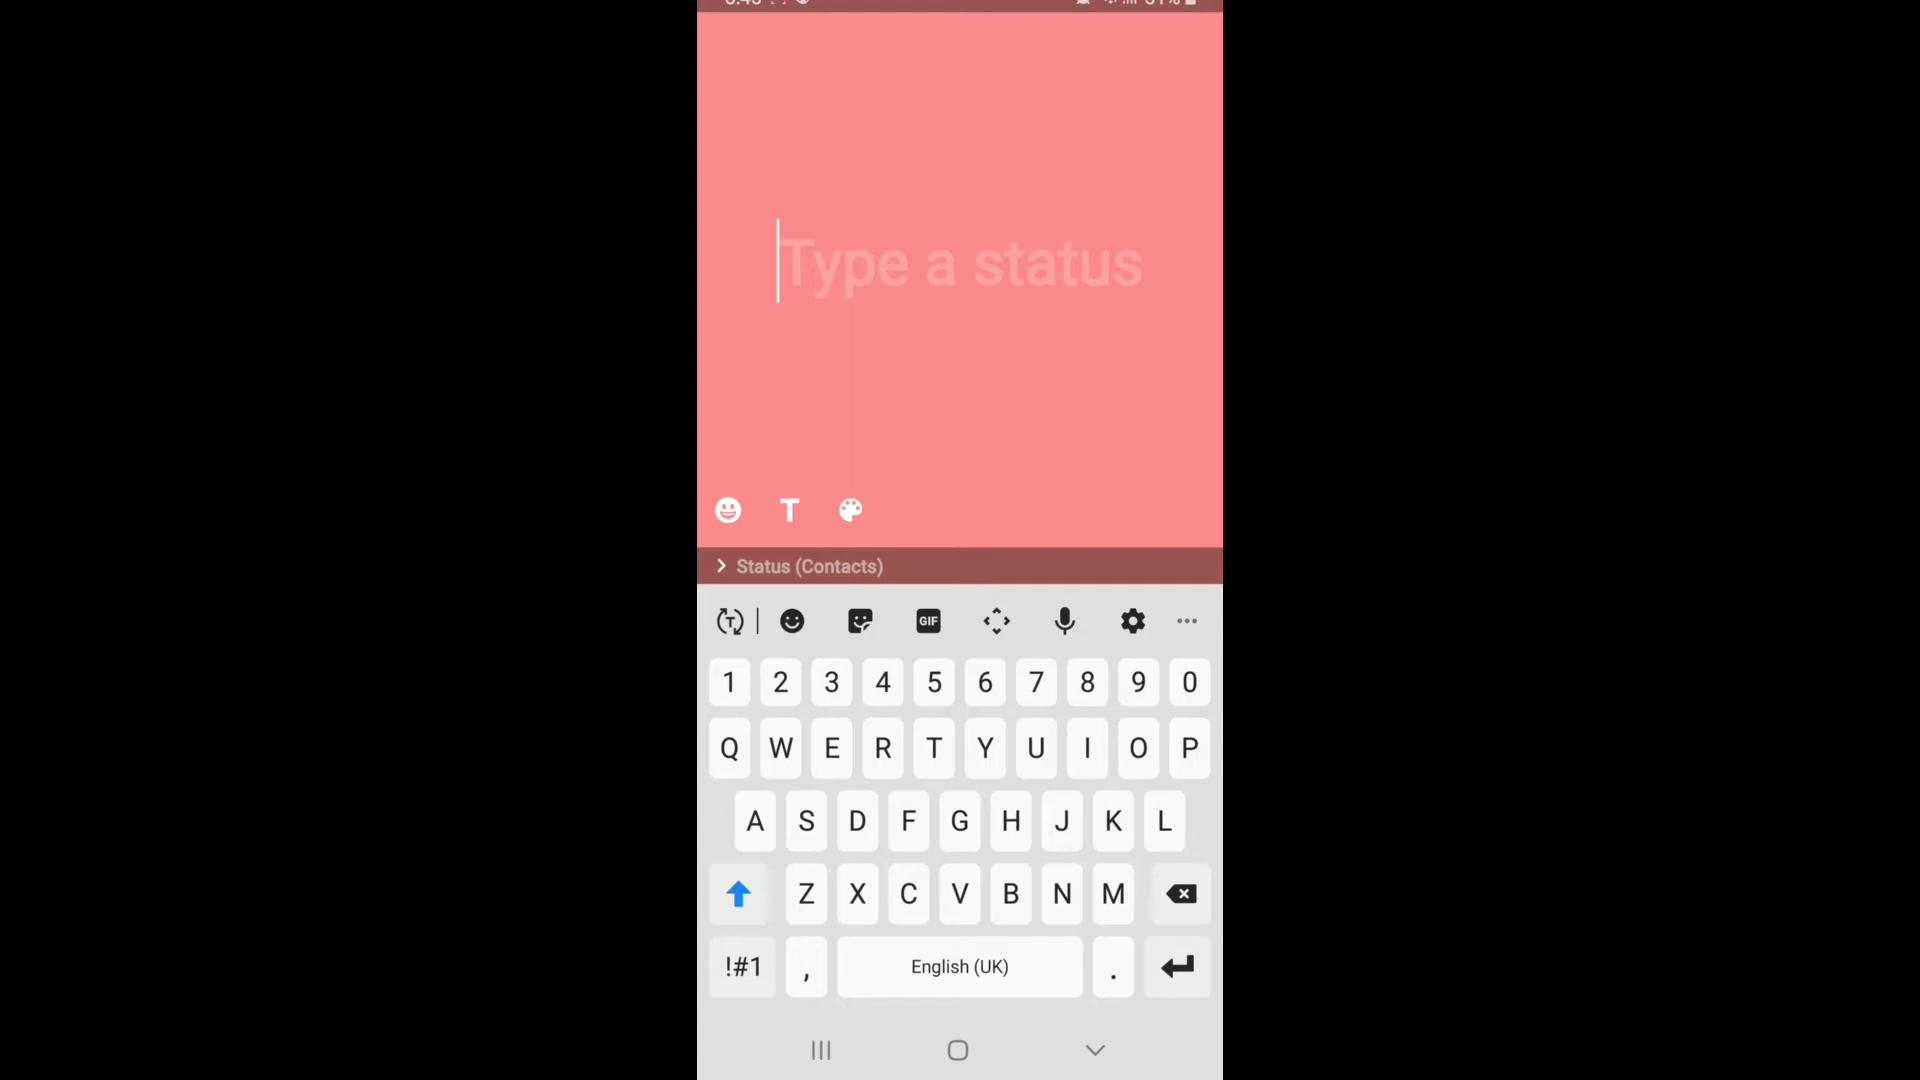 Type a status
T
Status (Contacts)
T GIF
1 2 3 4 5 6 7 8 9 0
Q W E R T Y U I O P
A S D F G H J K L
Z X C V B N M
!#1 , English (UK) .